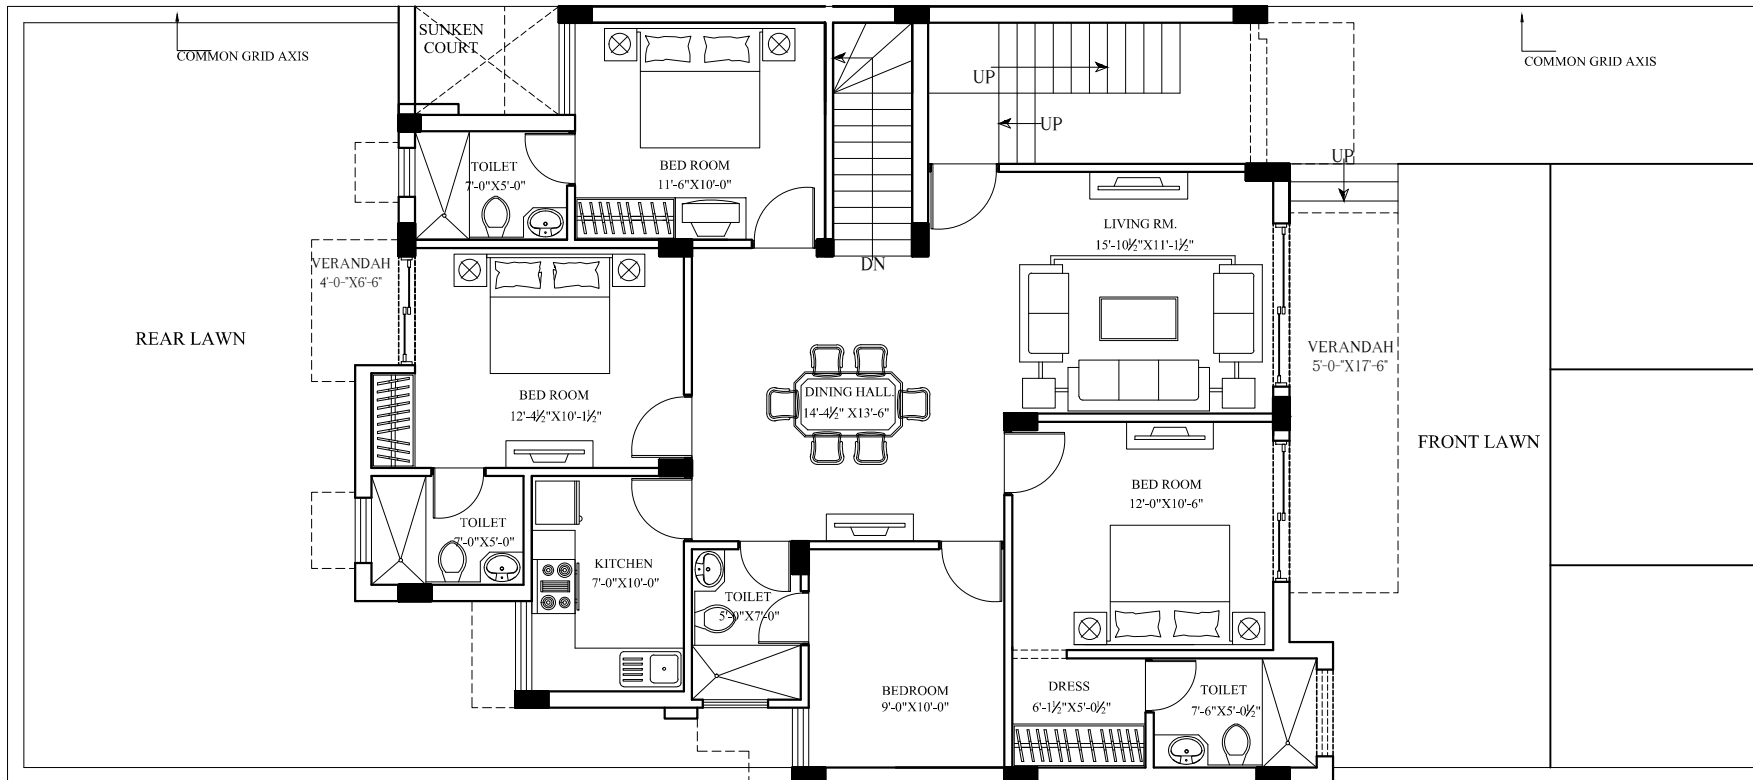 SUNKEN
COURT
COMMON GRID AXIS
COMMON GRID AXIS
UP
UP
UP
TOILET
7'-0"X5'-0"
BED ROOM
11'-6"X10'-0"
LIVING RM.
15'-10½"X11'-1½"
DN
VERANDAH
4'-0-"X6'-6"
REAR LAWN
VERANDAH
5'-0-"X17'-6"
BED ROOM
12'-4½"X10'-1½"
DINING HALL.
14'-4½" X13'-6"
FRONT LAWN
BED ROOM
12'-0"X10'-6"
TOILET
7'-0"X5'-0"
KITCHEN
7'-0"X10'-0"
TOILET
5'-0"X7'-0"
BEDROOM
9'-0"X10'-0"
DRESS
6'-1½"X5'-0½"
TOILET
7'-6"X5'-0½"